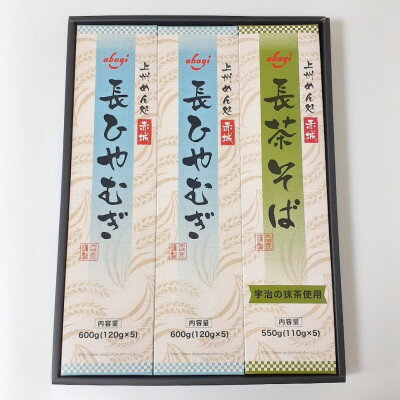 akagi
上州めん処
赤城
長ひやむぎ
内容量
600g(120g×5)
akagi
上州めん処
赤城
長ひやむぎ
内容量
600g(120g×5)
akagi
上州めん処
赤城
長茶そば
宇治の抹茶使用
内容量
550g(110g×5)